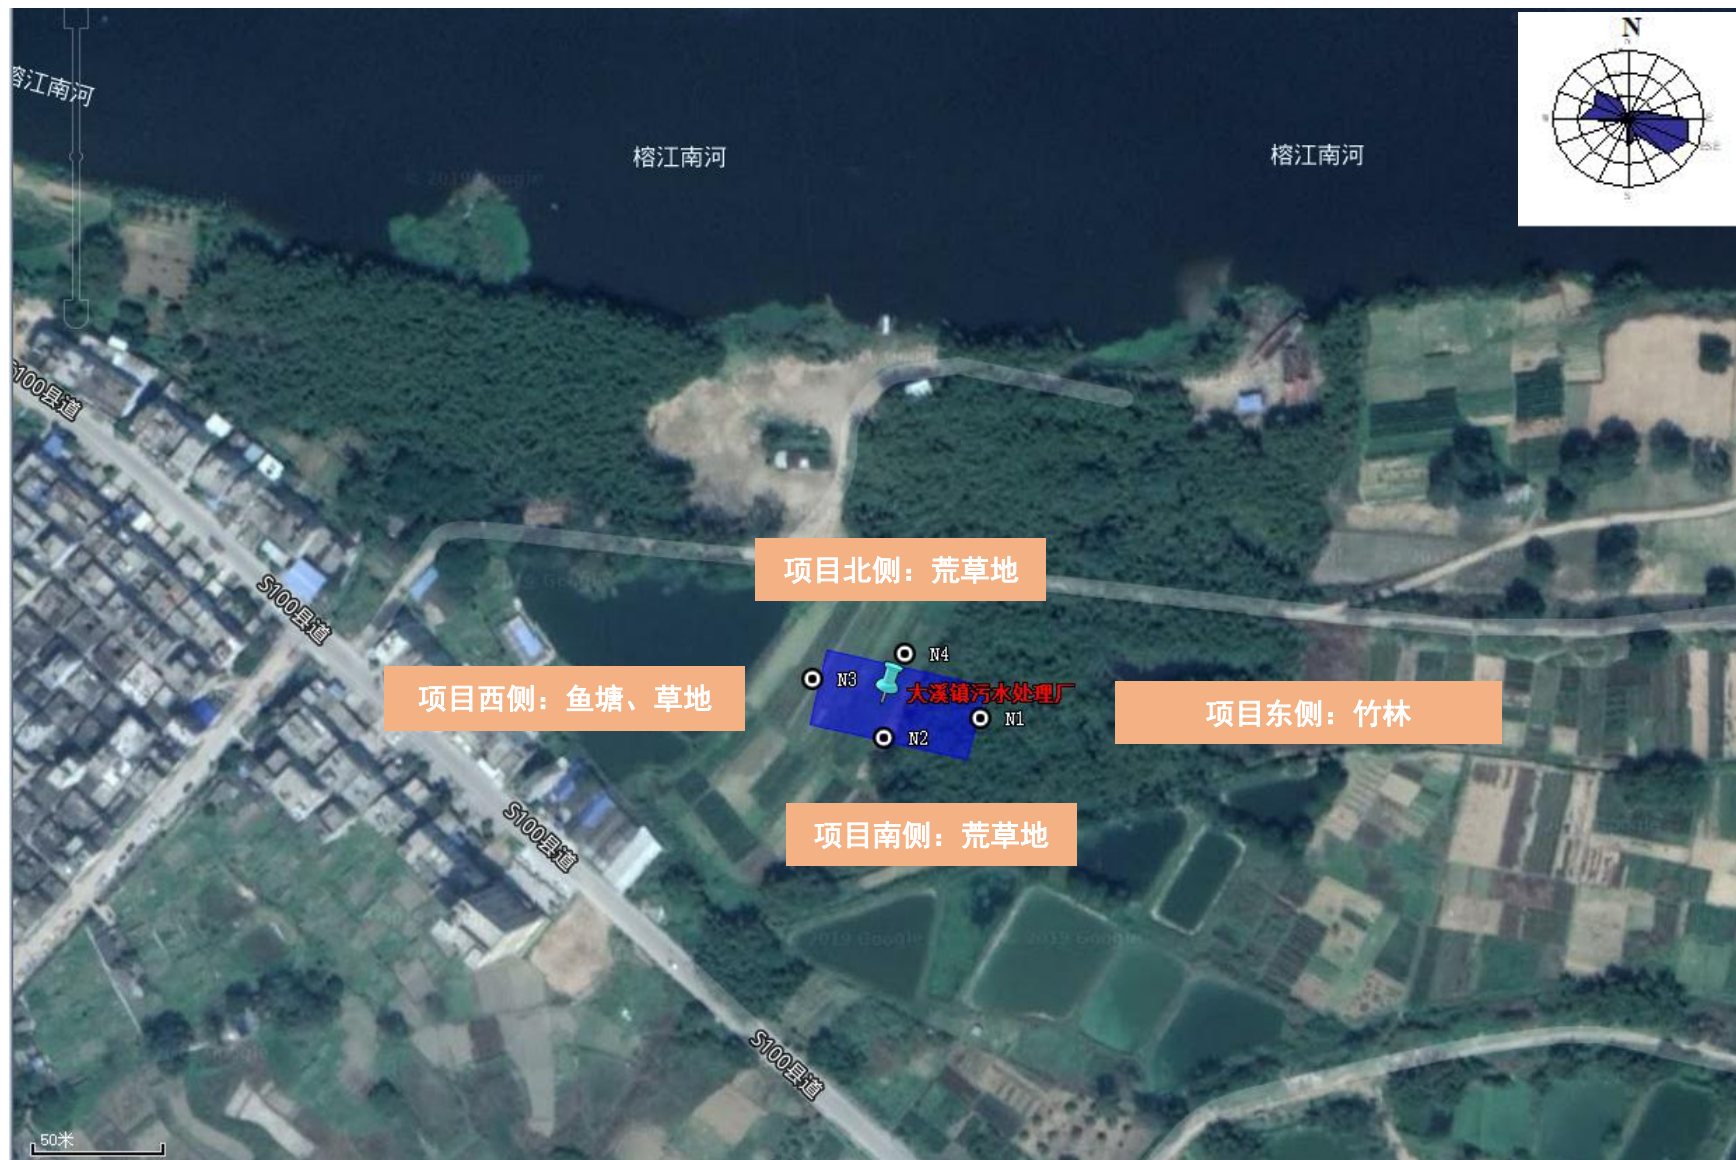 N
榕江南河
榕江南河
榕江南河
S100县道
项目北侧：荒草地
S100县道
N4
N3
大溪镇污水处理厂
项目西侧：鱼塘、草地
项目东侧：竹林
N1
N2
S100县道
项目南侧：荒草地
2019 Google
2019 Google
S100县道
50米